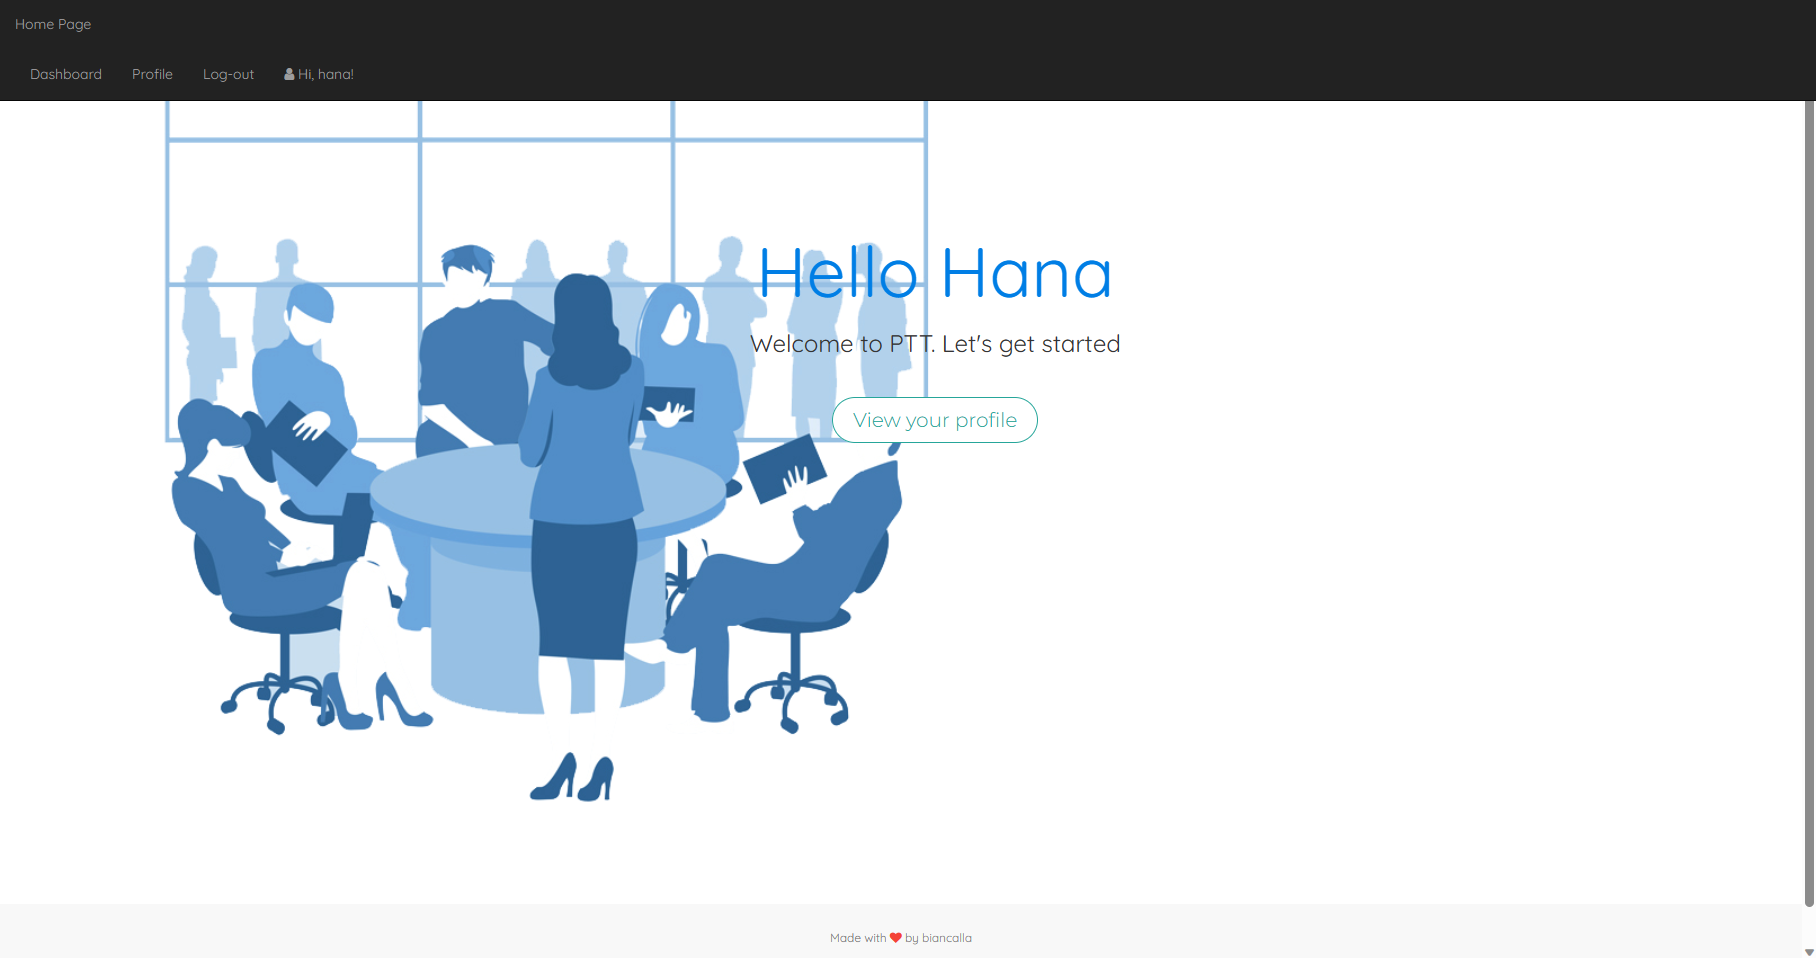 Home Page
Dashboard Profile Log-out Hi, hana!
Hello Hana
Welcome to PTT. Let's get started
View your profile
Made with ❤ by biancalla